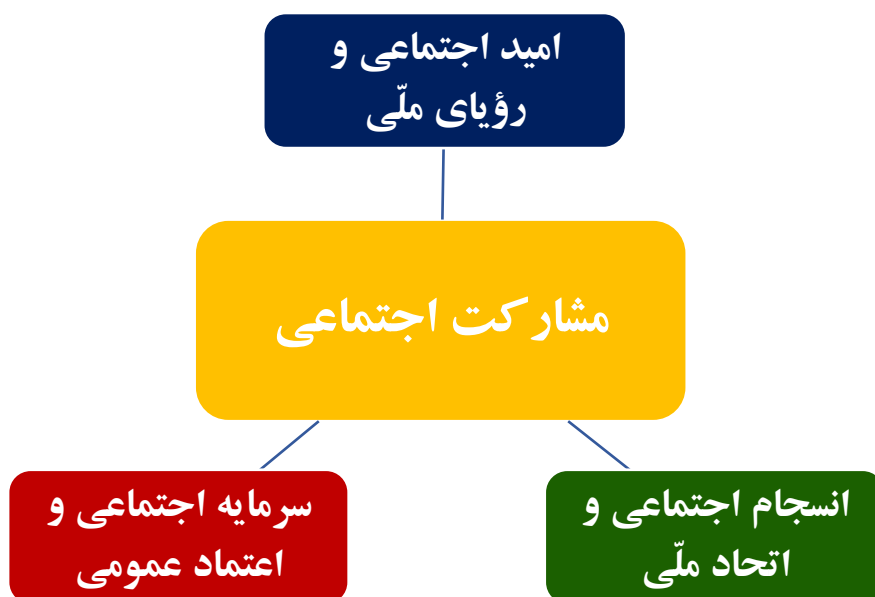 امید اجتماعی و
رؤیای ملّی
مشارکت اجتماعی
انسجام اجتماعی و
اتحاد ملّی
سرمایه اجتماعی و
اعتماد عمومی